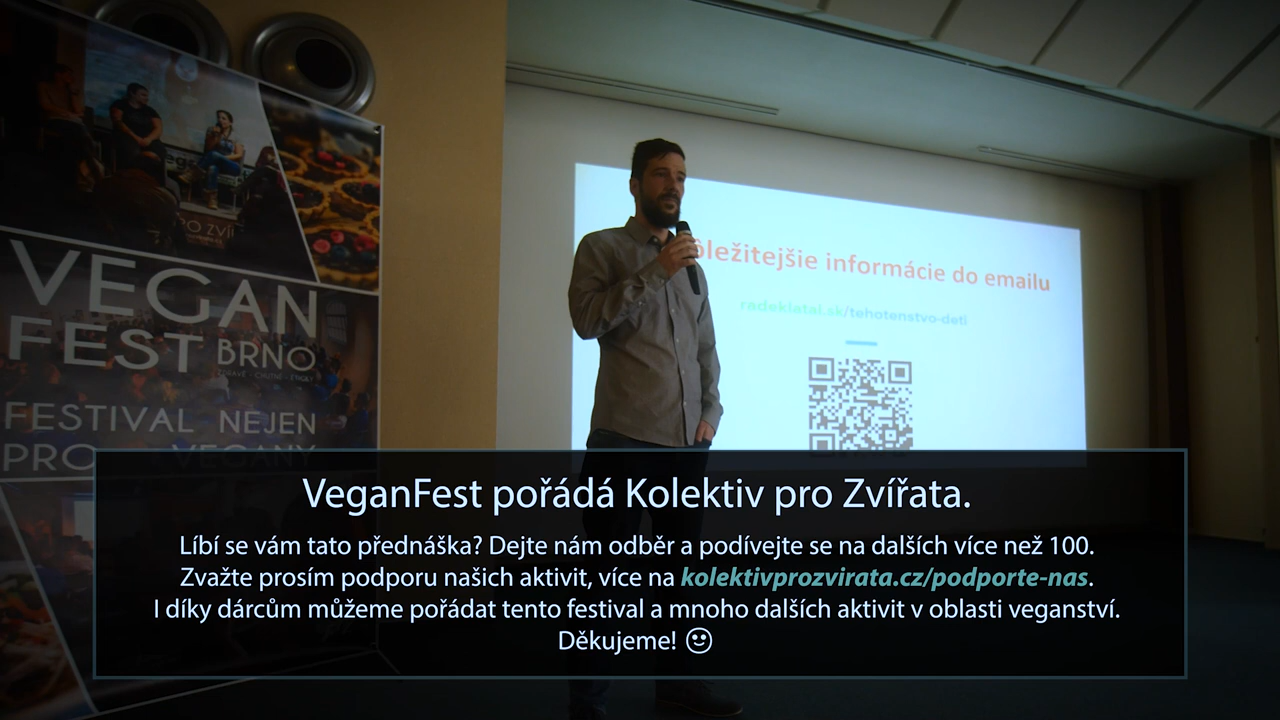 VEGAN
FEST BRNO
FESTIVAL NEJEN
PRO VEGANY
ôležitejšie informácie do emailu
radeklatal.sk/tehotenstvo-deti
VeganFest pořádá Kolektiv pro Zvířata.
Líbí se vám tato přednáška? Dejte nám odběr a podívejte se na dalších více než 100.
Zvažte prosím podporu našich aktivit, více na kolektivprozvirata.cz/podporte-nas.
I díky dárcům můžeme pořádat tento festival a mnoho dalších aktivit v oblasti veganství.
Děkujeme! 🙂